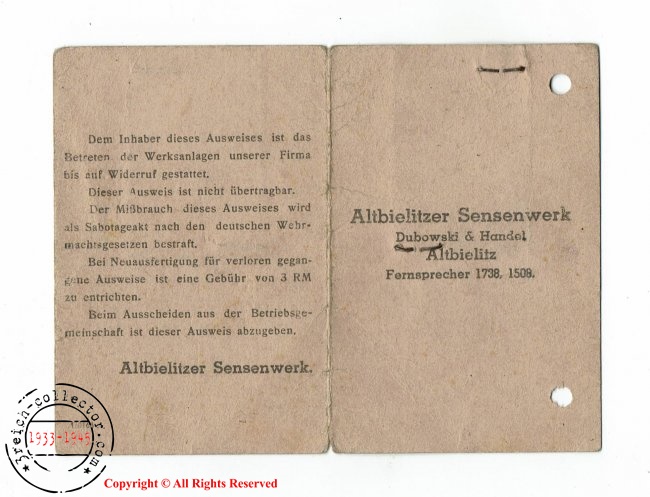 Dem Inhaber dieses Ausweises ist das
Betreten der Werksanlagen unserer Firma
bis auf Widerruf gestattet.
Dieser Ausweis ist nicht übertragbar.
Der Mißbrauch dieses Ausweises wird
als Sabotageakt nach den deutschen Wehr-
machtsgesetzen bestraft.
Bei Neuausfertigung für verloren gegan-
gene Ausweise ist eine Gebühr von 3 RM
zu entrichten.
Beim Ausscheiden aus der Betriebsge-
meinschaft ist dieser Ausweis abzugeben.
Altbielitzer Sensenwerk.
Altbielitzer Sensenwerk
Dubowski & Handel
Altbielitz
Fernsprecher 1738, 1508.
3reich-collector.com
1933-1945
Copyright © All Rights Reserved